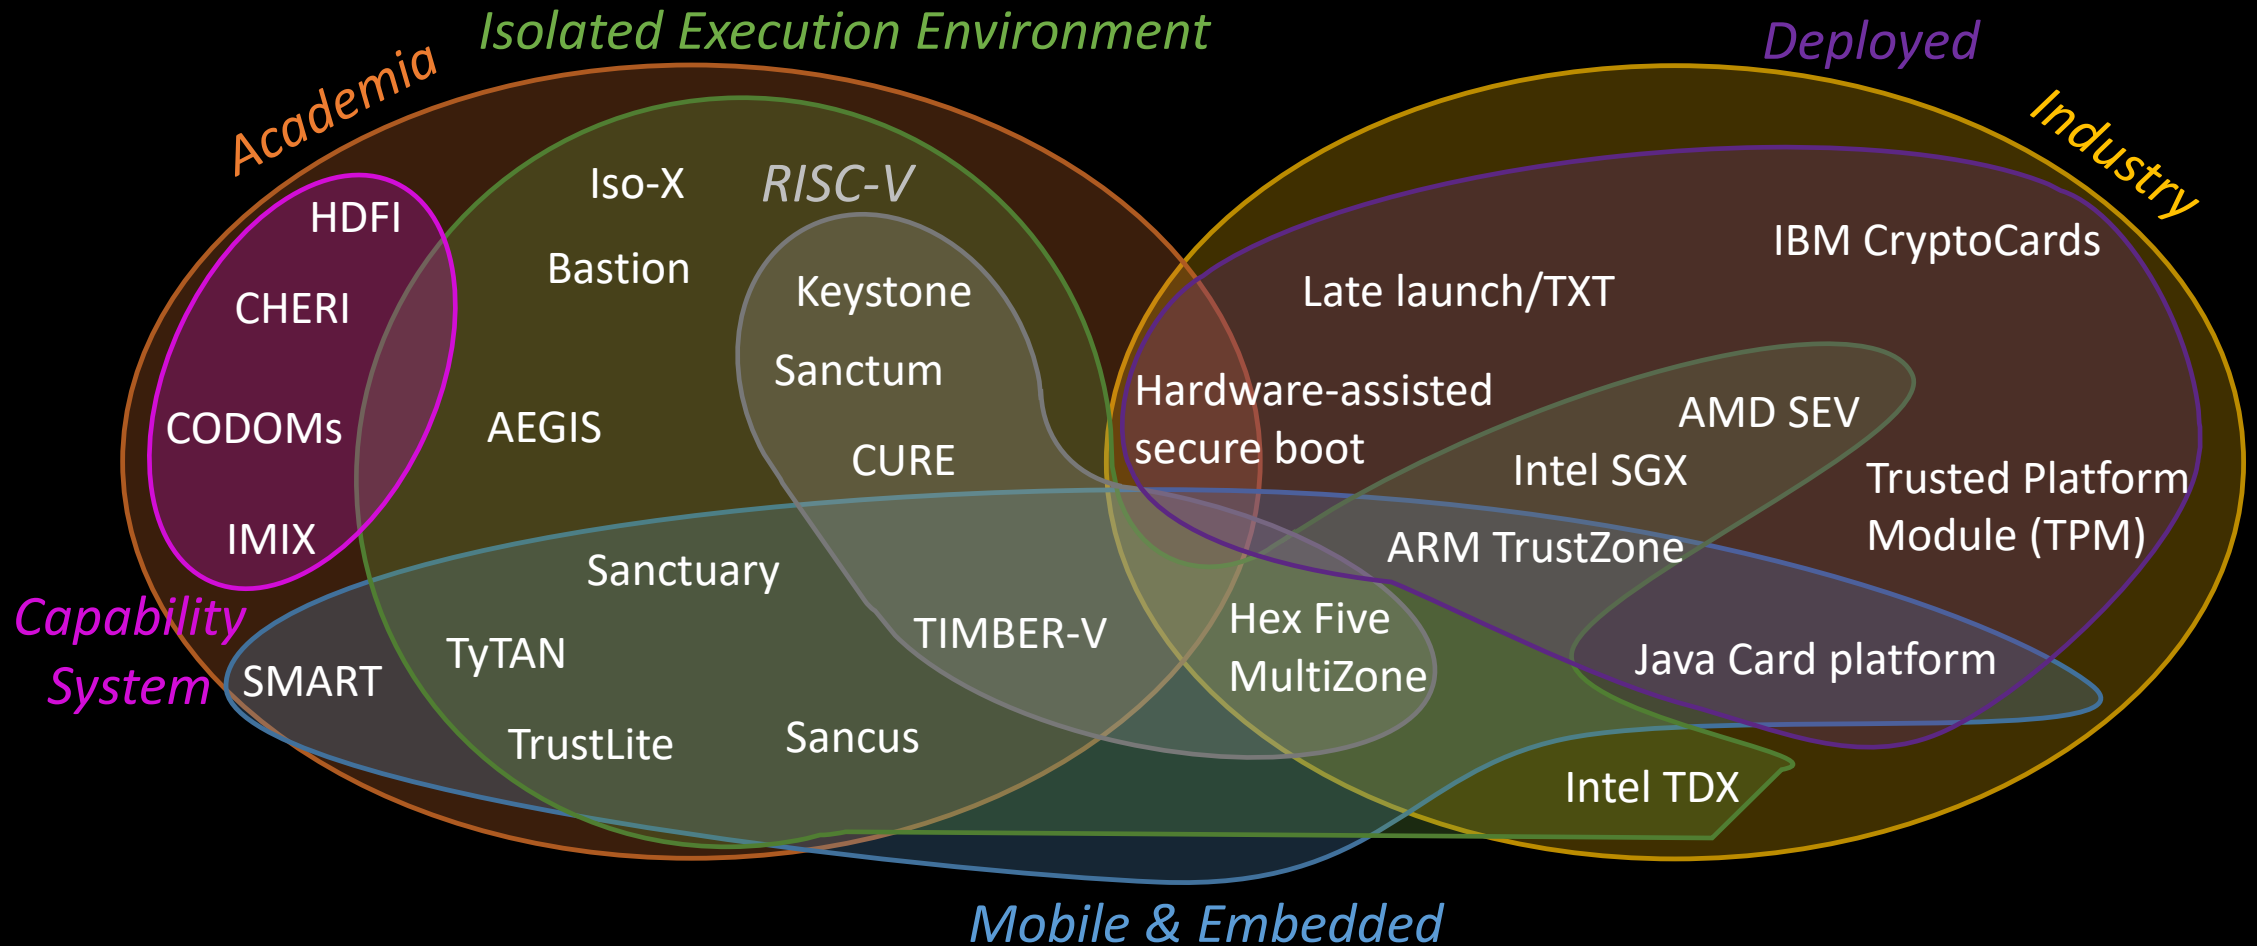 Isolated Execution Environment
Deployed
Academia
Industry
Iso-X
RISC-V
HDFI
IBM CryptoCards
Bastion
Keystone
Late launch/TXT
CHERI
Sanctum
Hardware-assisted
secure boot
AMD SEV
CODOMs
AEGIS
CURE
Intel SGX
Trusted Platform
Module (TPM)
IMIX
Sanctuary
ARM TrustZone
Capability
System
Hex Five
MultiZone
TIMBER-V
TyTAN
Java Card platform
SMART
TrustLite
Sancus
Intel TDX
Mobile & Embedded